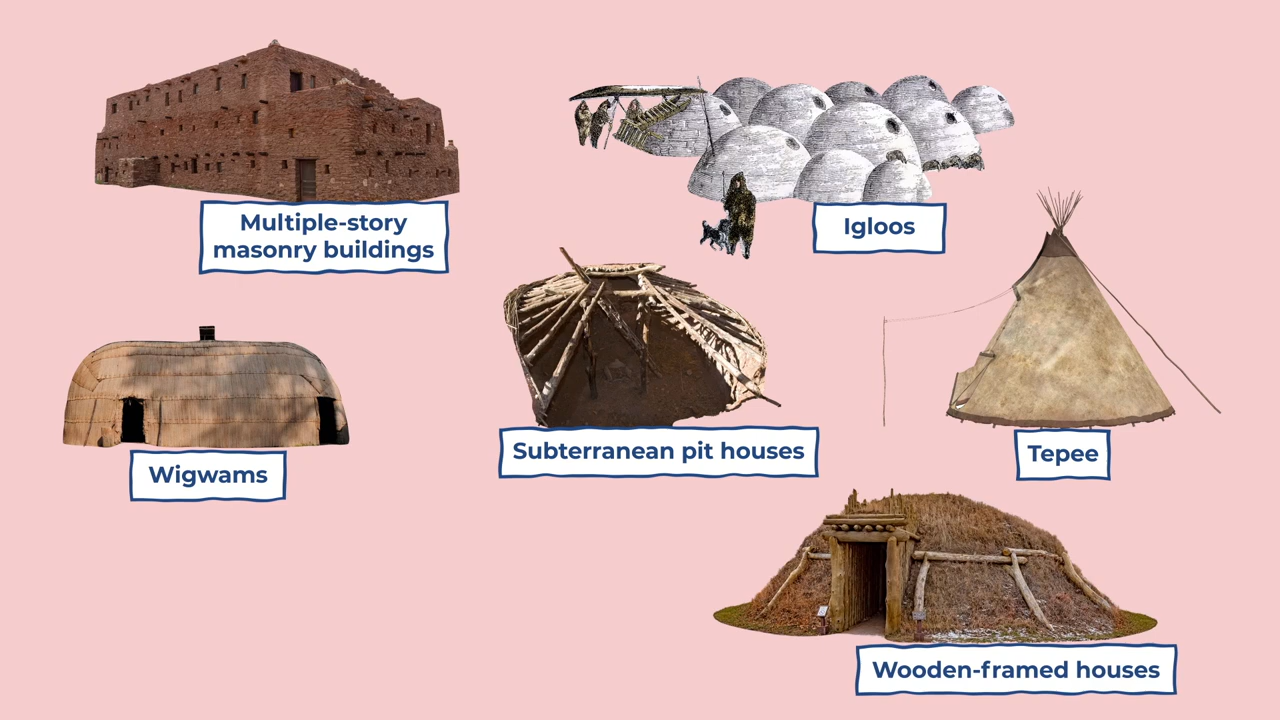 Multiple-story
masonry buildings
Igloos
Subterranean pit houses
Tepee
Wigwams
Wooden-framed houses